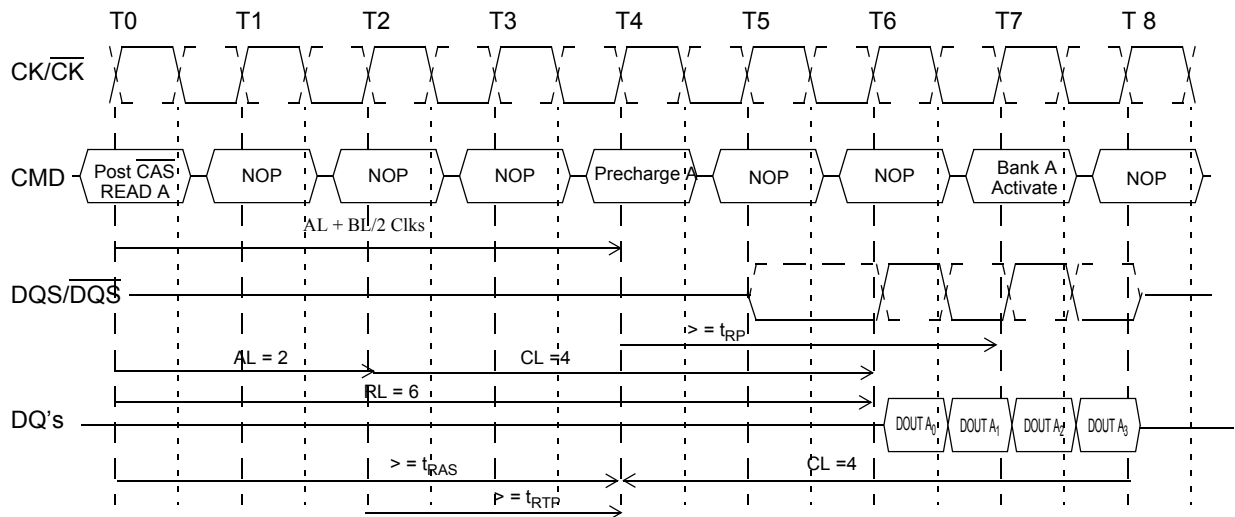 T0 T1 T2 T3 T4 T5 T6 T7 T 8
CK/CK
CMD
Post CAS
READ A
NOP
NOP
NOP
Precharge A
NOP
NOP
Bank A
Activate
NOP
AL + BL/2 Clks
DQS/DQS
> = tRP
AL = 2
CL =4
RL = 6
DQ's
DOUT A0
DOUT A1
DOUT A2
DOUT A3
> = tRAS
CL =4
> = tRTP